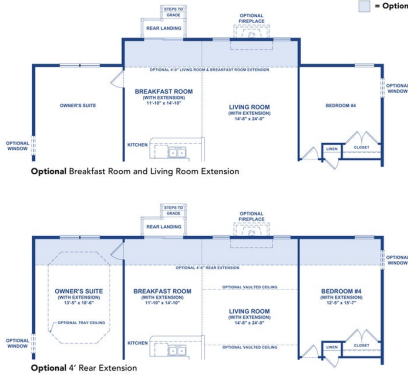 = Option
STEPS TO
GRADE
REAR LANDING
OPTIONAL
FIREPLACE
OPTIONAL 4'-0" LIVING ROOM & BREAKFAST ROOM EXTENSION
OWNER'S SUITE
BREAKFAST ROOM
(WITH EXTENSION)
11'-10" x 14'-10"
LIVING ROOM
(WITH EXTENSION)
14'-8" x 24'-0"
BEDROOM #4
OPTIONAL
WINDOW
OPTIONAL
WINDOW
KITCHEN
LINEN
CLOSET
Optional Breakfast Room and Living Room Extension
STEPS TO
GRADE
REAR LANDING
OPTIONAL
FIREPLACE
OPTIONAL 4'-0" REAR EXTENSION
OPTIONAL
WINDOW
OWNER'S SUITE
(WITH EXTENSION)
12'-5" x 18'-6"
OPTIONAL TRAY CEILING
BREAKFAST ROOM
(WITH EXTENSION)
11'-10" x 14'-10"
OPTIONAL VAULTED CEILING
LIVING ROOM
(WITH EXTENSION)
14'-8" x 24'-0"
OPTIONAL VAULTED CEILING
BEDROOM #4
(WITH EXTENSION)
12'-5" x 15'-7"
OPTIONAL
WINDOW
KITCHEN
LINEN
CLOSET
Optional 4' Rear Extension